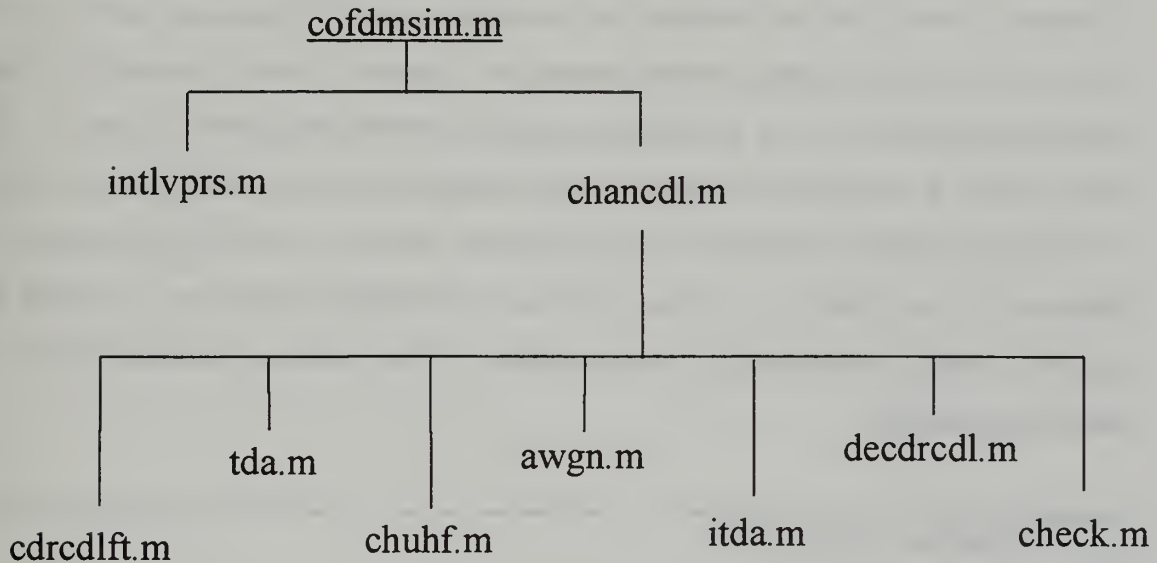 cofdmsim.m
intlvprs.m
chancdl.m
tda.m
awgn.m
decdrcdl.m
cdrcdlft.m
chuhf.m
itda.m
check.m